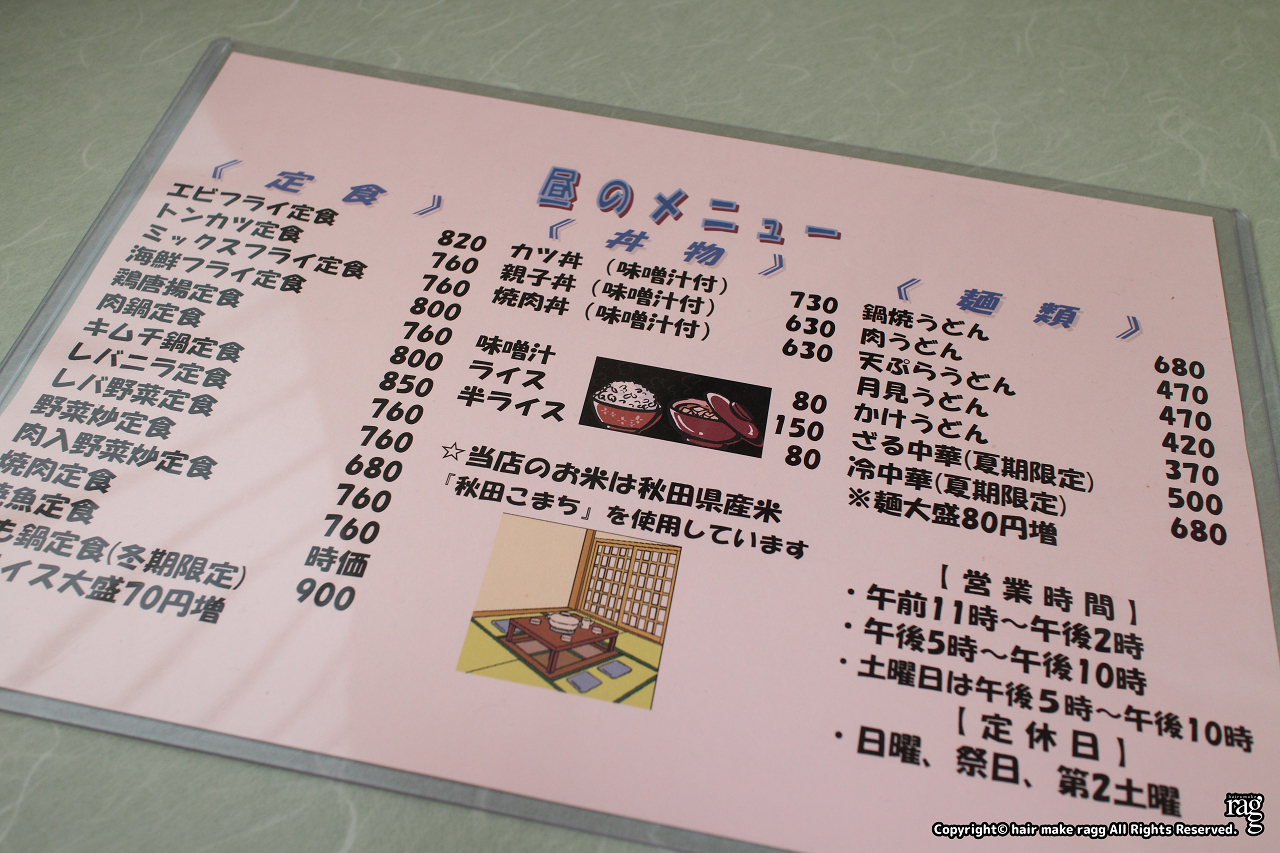 昼のメニュー
《 定 食 》
エビフライ定食 820
トンカツ定食 760
ミックスフライ定食 760
海鮮フライ定食 800
鶏唐揚定食 760
肉鍋定食 800
キムチ鍋定食 850
レバニラ定食 760
レバ野菜定食 760
野菜炒定食 680
肉入野菜炒定食 760
焼肉定食 760
魚定食 時価
鍋定食(冬期限定) 900
イス大盛70円増
《 丼 物 》
カツ丼 （味噌汁付） 730
親子丼 （味噌汁付） 630
焼肉丼 （味噌汁付） 630
味噌汁 80
ライス 150
半ライス 80
☆当店のお米は秋田県産米
『秋田こまち』を使用しています
《 麺 類 》
鍋焼うどん 680
肉うどん 470
天ぷらうどん 470
月見うどん 420
かけうどん 370
ざる中華(夏期限定) 500
冷中華(夏期限定) 680
※麺大盛80円増
【 営 業 時 間 】
・午前11時～午後2時
・午後5時～午後10時
・土曜日は午後５時～午後10時
【 定 休 日 】
・日曜、祭日、第2土曜
ragg
Copyright© hair make ragg All Rights Reserved.